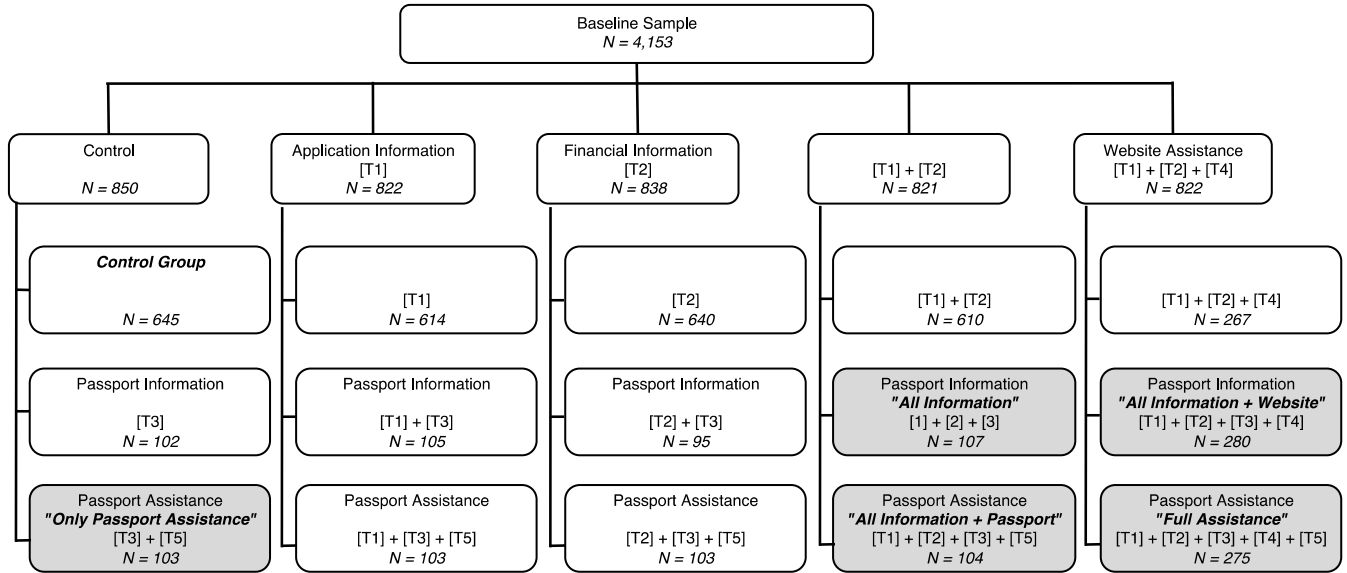 Baseline Sample
N = 4,153
Control
N = 850
Application Information
[T1]
N = 822
Financial Information
[T2]
N = 838
[T1] + [T2]
N = 821
Website Assistance
[T1] + [T2] + [T4]
N = 822
Control Group
N = 645
[T1]
N = 614
[T2]
N = 640
[T1] + [T2]
N = 610
[T1] + [T2] + [T4]
N = 267
Passport Information
[T3]
N = 102
Passport Information
[T1] + [T3]
N = 105
Passport Information
[T2] + [T3]
N = 95
Passport Information
"All Information"
[1] + [2] + [3]
N = 107
Passport Information
"All Information + Website"
[T1] + [T2] + [T3] + [T4]
N = 280
Passport Assistance
"Only Passport Assistance"
[T3] + [T5]
N = 103
Passport Assistance
[T1] + [T3] + [T5]
N = 103
Passport Assistance
[T2] + [T3] + [T5]
N = 103
Passport Assistance
"All Information + Passport"
[T1] + [T2] + [T3] + [T5]
N = 104
Passport Assistance
"Full Assistance"
[T1] + [T2] + [T3] + [T4] + [T5]
N = 275